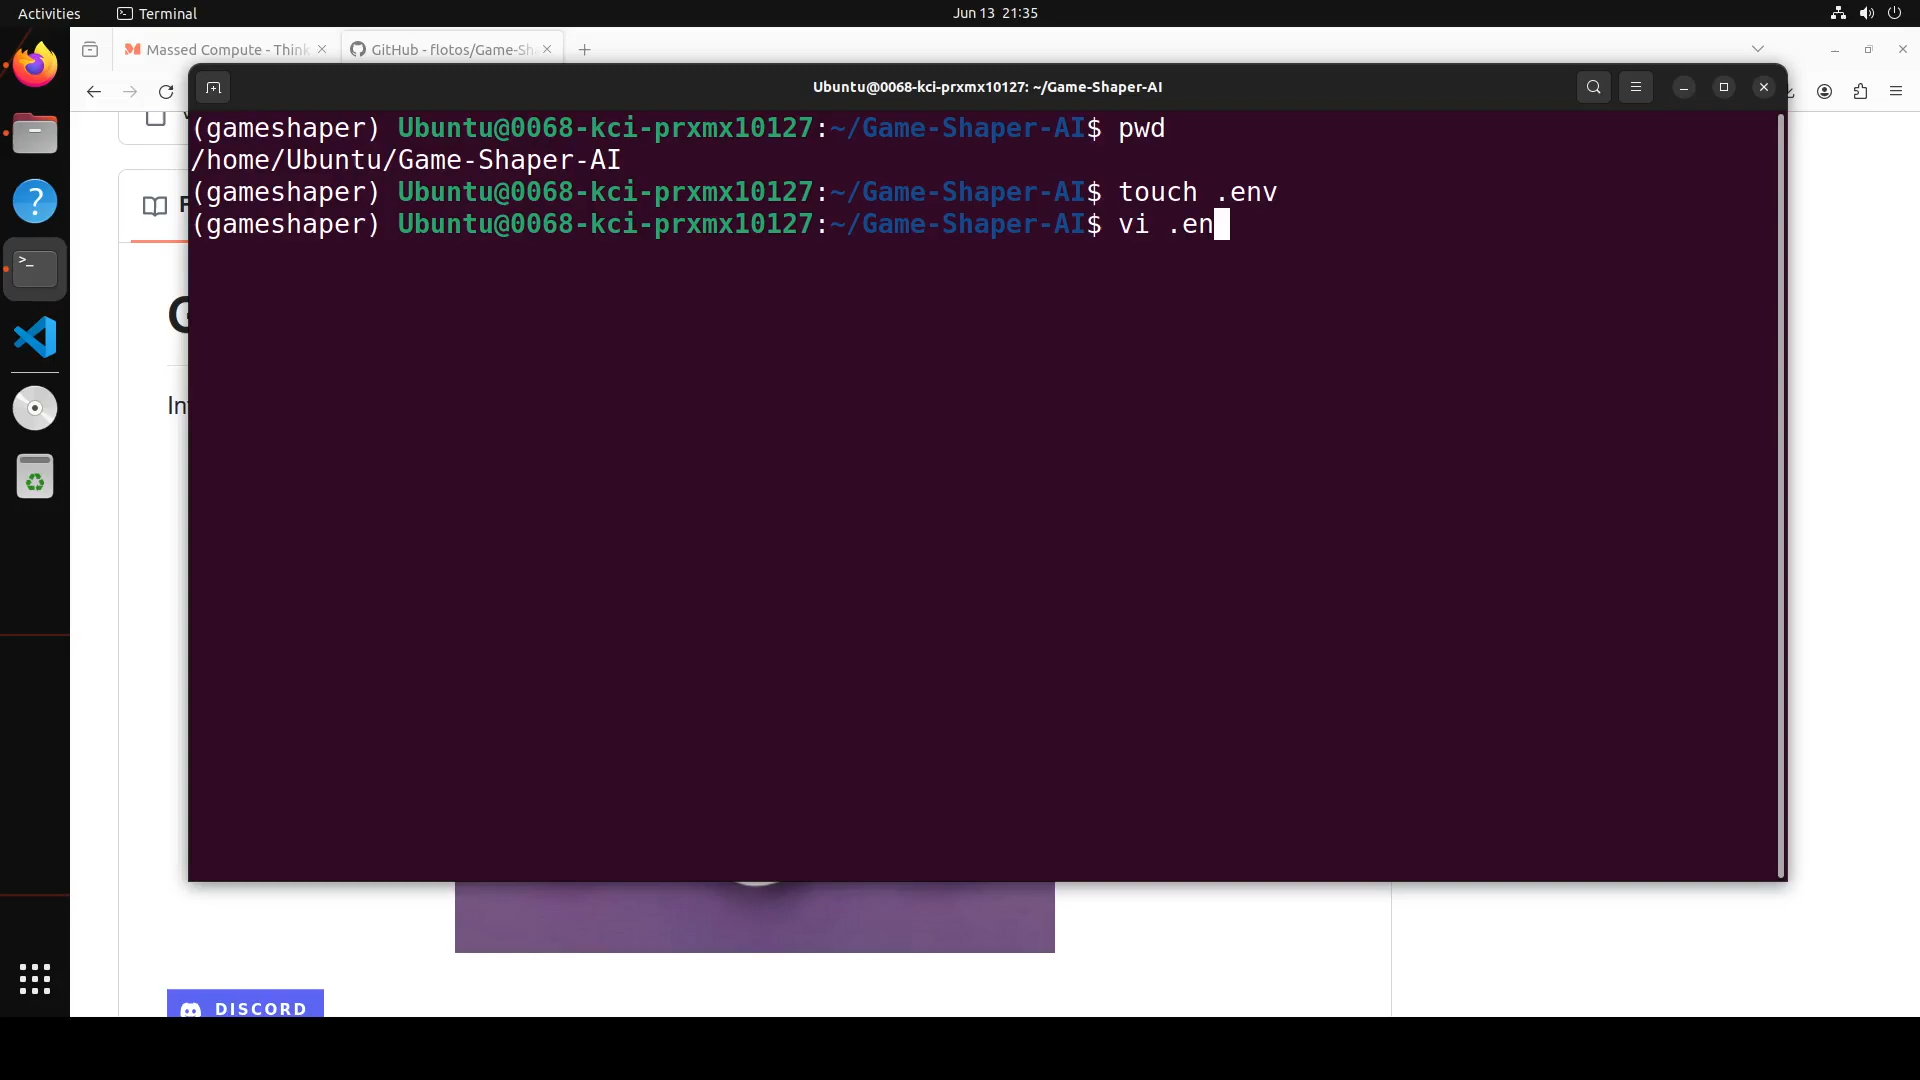 Activities
Terminal
Jun 13 21:35
Massed Compute - Think
GitHub - flotos/Game-Sh
Ubuntu@0068-kci-prxmx10127: ~/Game-Shaper-AI
(gameshaper) Ubuntu@0068-kci-prxmx10127:~/Game-Shaper-AI$ pwd
/home/Ubuntu/Game-Shaper-AI
(gameshaper) Ubuntu@0068-kci-prxmx10127:~/Game-Shaper-AI$ touch .env
(gameshaper) Ubuntu@0068-kci-prxmx10127:~/Game-Shaper-AI$ vi .en
DISCORD